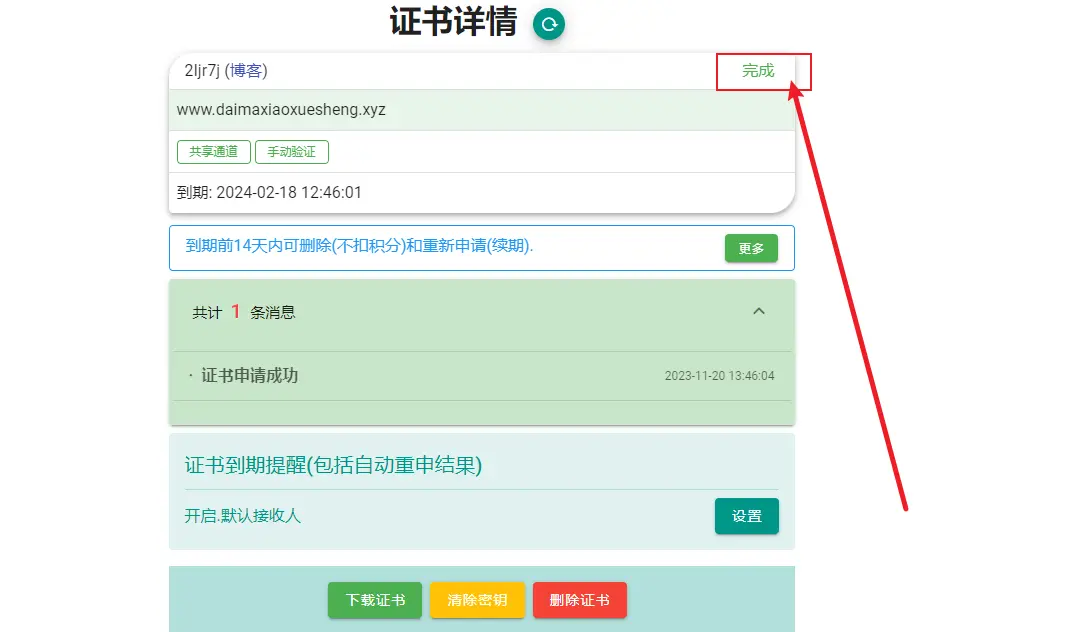 证书详情
2ljr7j (博客) 完成
www.daimaxiaoxuesheng.xyz
共享通道 手动验证
到期: 2024-02-18 12:46:01
到期前14天内可删除(不扣积分)和重新申请(续期). 更多
共计 1 条消息
· 证书申请成功 2023-11-20 13:46:04
证书到期提醒(包括自动重申结果)
开启.默认接收人 设置
下载证书 清除密钥 删除证书